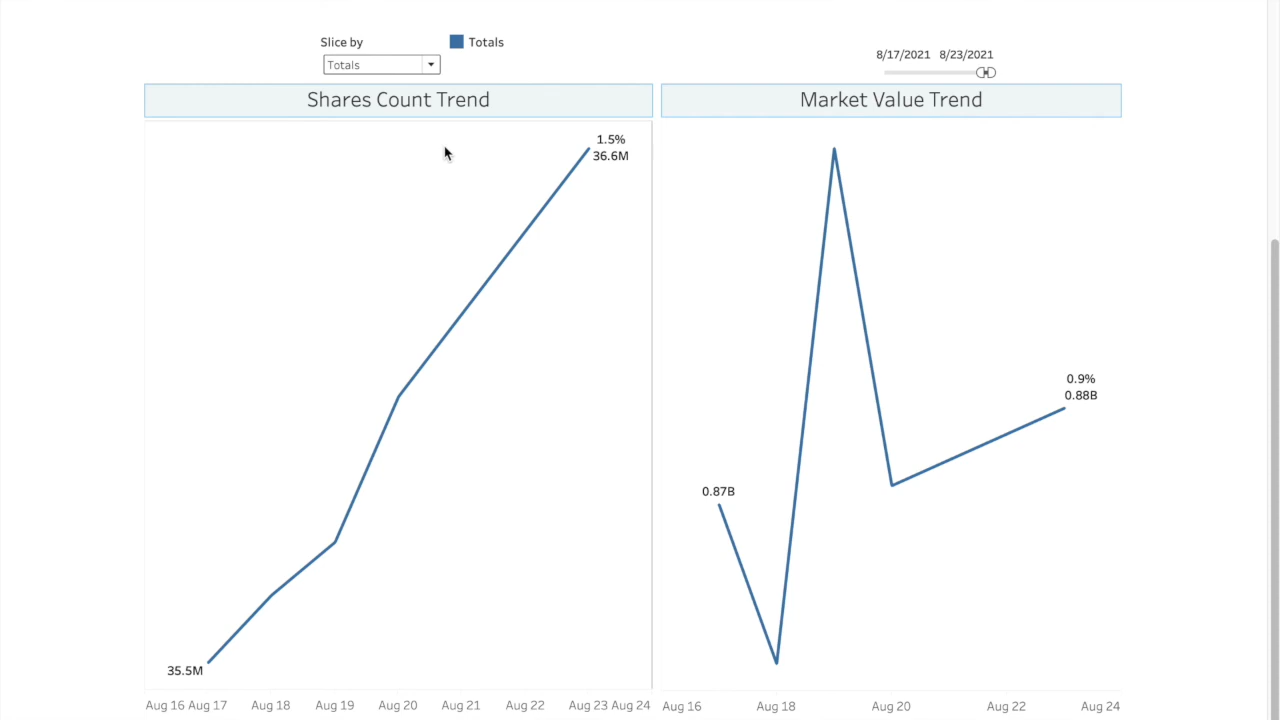 Slice by
Totals
Totals
8/17/2021 8/23/2021
Shares Count Trend
Market Value Trend
1.5%
36.6M
35.5M
0.9%
0.88B
0.87B
Aug 16 Aug 17 Aug 18 Aug 19 Aug 20 Aug 21 Aug 22 Aug 23 Aug 24
Aug 16 Aug 18 Aug 20 Aug 22 Aug 24